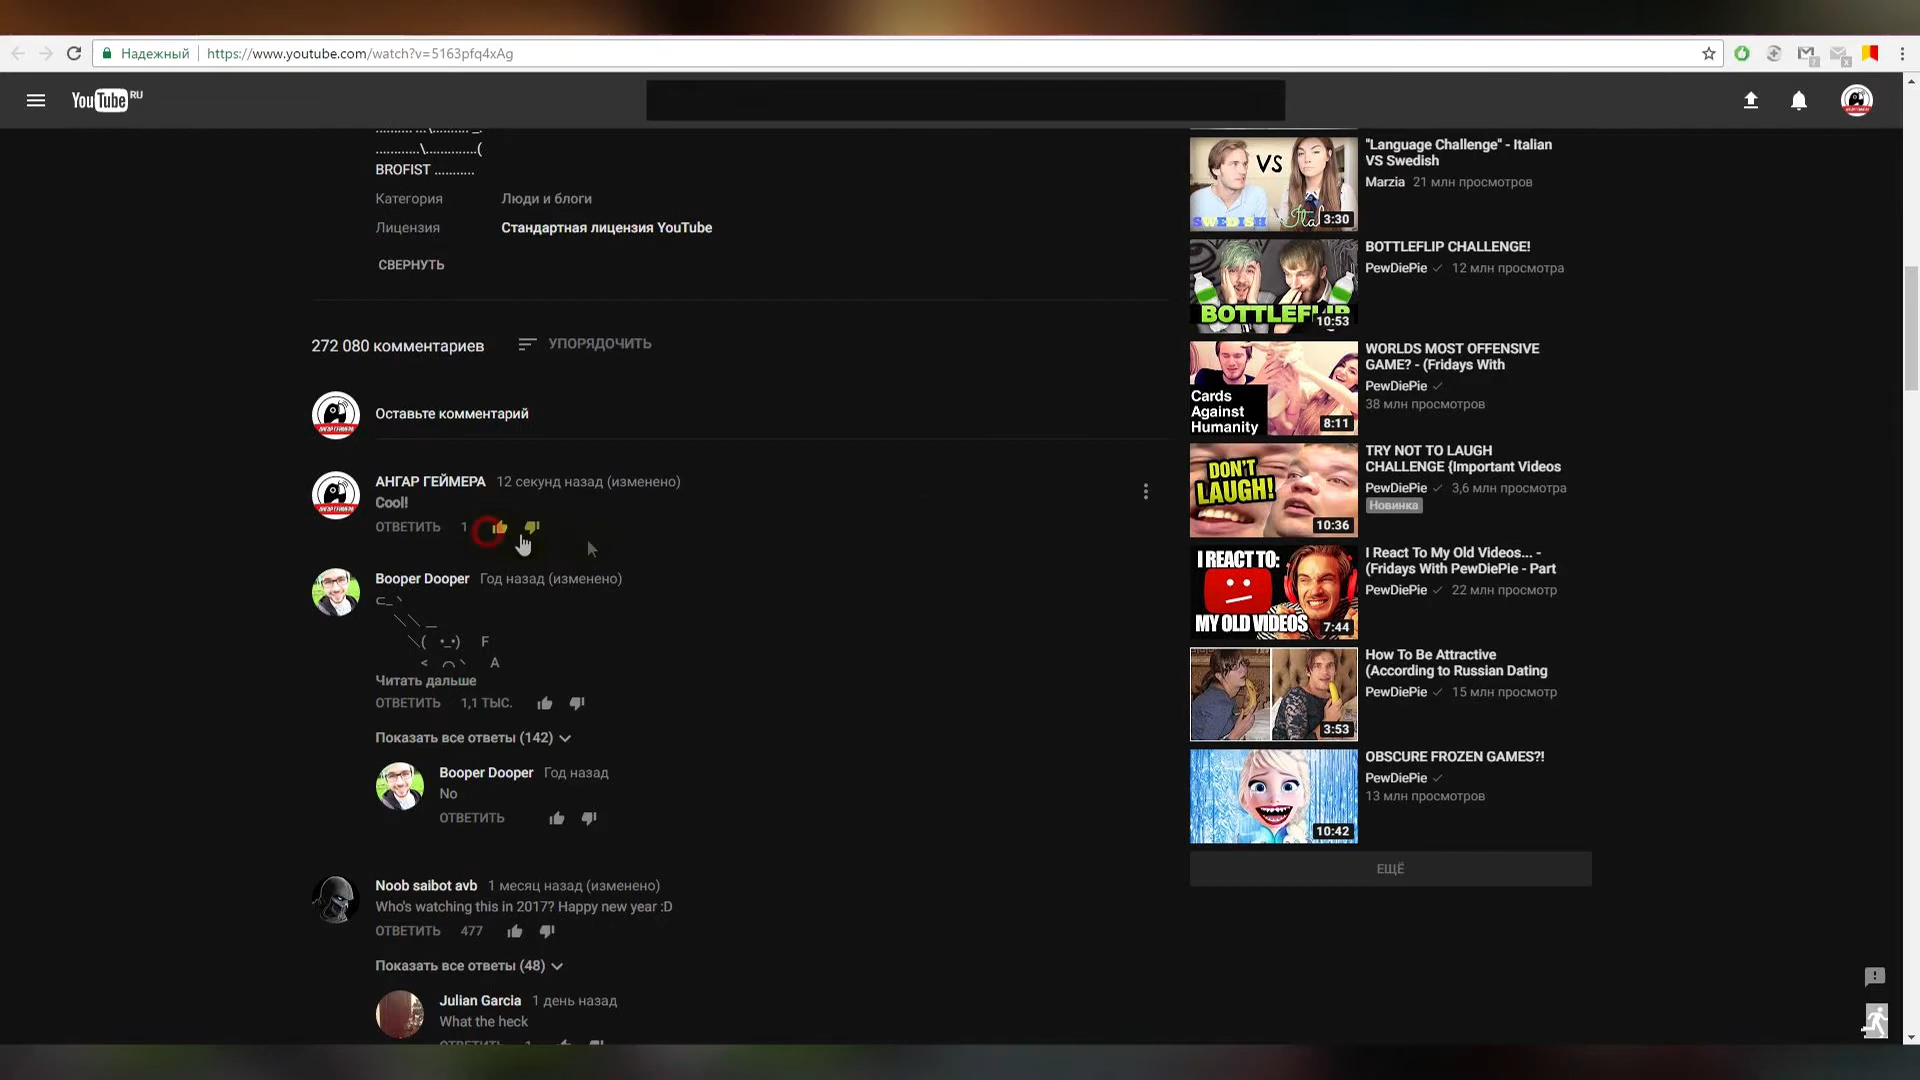 Надежный
https://www.youtube.com/watch?v=5163pfq4xAg
YouTube RU
............\.............(
BROFIST ...........
Категория Люди и блоги
Лицензия Стандартная лицензия YouTube
СВЕРНУТЬ
272 080 комментариев
УПОРЯДОЧИТЬ
Оставьте комментарий
АНГАР ГЕЙМЕРА 12 секунд назад (изменено)
Cool!
ОТВЕТИТЬ 1
Booper Dooper Год назад (изменено)
⊂_ヽ
＼＼ ＿
＼( •_•) F
< ⌒ヽ A
Читать дальше
ОТВЕТИТЬ 1,1 ТЫС.
Показать все ответы (142)
Booper Dooper Год назад
No
ОТВЕТИТЬ
Noob saibot avb 1 месяц назад (изменено)
Who's watching this in 2017? Happy new year :D
ОТВЕТИТЬ 477
Показать все ответы (48)
Julian Garcia 1 день назад
What the heck
ОТВЕТИТЬ 1
VS
SWEDISH
3:30
"Language Challenge" - Italian
VS Swedish
Marzia 21 млн просмотров
BOTTLEFLIP
10:53
BOTTLEFLIP CHALLENGE!
PewDiePie 12 млн просмотра
Cards
Against
Humanity
8:11
WORLDS MOST OFFENSIVE
GAME? - (Fridays With
PewDiePie
38 млн просмотров
DON'T
LAUGH!
10:36
TRY NOT TO LAUGH
CHALLENGE {Important Videos
PewDiePie 3,6 млн просмотра
Новинка
I REACT TO:
MY OLD VIDEOS
7:44
I React To My Old Videos... -
(Fridays With PewDiePie - Part
PewDiePie 22 млн просмотр
3:53
How To Be Attractive
(According to Russian Dating
PewDiePie 15 млн просмотр
10:42
OBSCURE FROZEN GAMES?!
PewDiePie
13 млн просмотров
ЕЩЁ